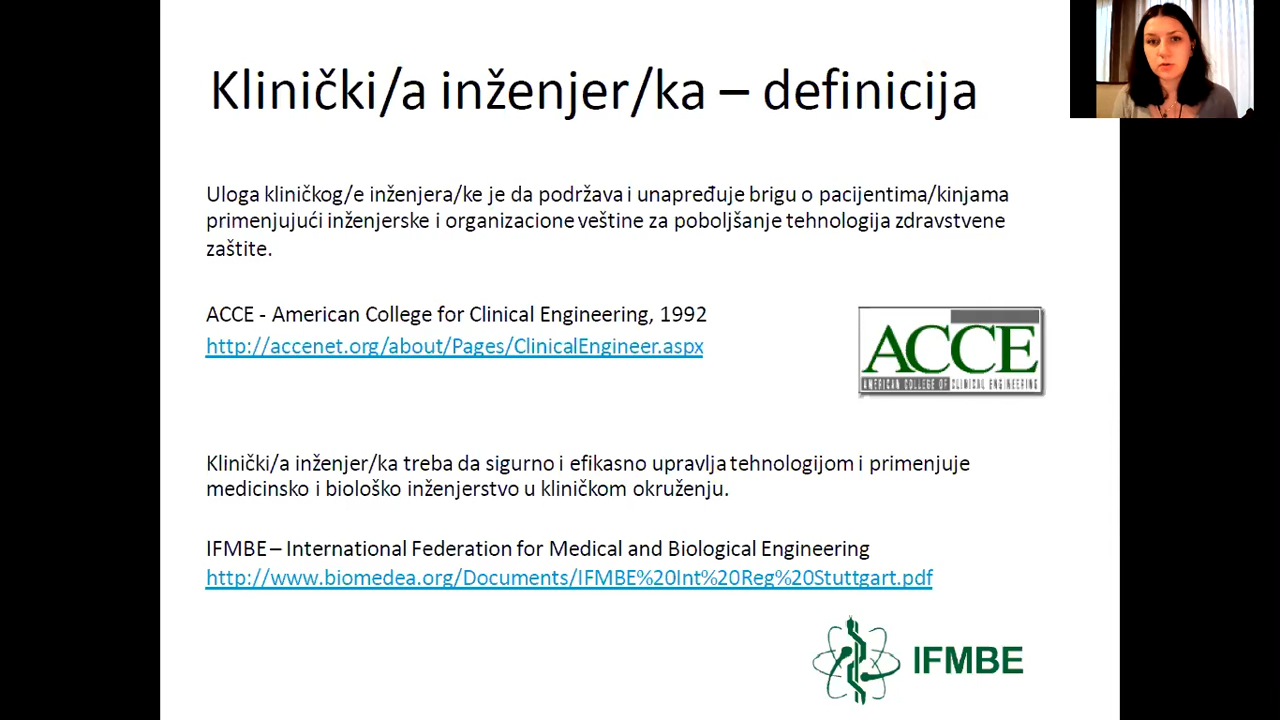 Klinički/a inženjer/ka – definicija
Uloga kliničkog/e inženjera/ke je da podržava i unapređuje brigu o pacijentima/kinjama
primenjujući inženjerske i organizacione veštine za poboljšanje tehnologija zdravstvene
zaštite.
ACCE - American College for Clinical Engineering, 1992
http://accenet.org/about/Pages/ClinicalEngineer.aspx
ACCE
AMERICAN COLLEGE OF CLINICAL ENGINEERING
Klinički/a inženjer/ka treba da sigurno i efikasno upravlja tehnologijom i primenjuje
medicinsko i biološko inženjerstvo u kliničkom okruženju.
IFMBE – International Federation for Medical and Biological Engineering
http://www.biomedea.org/Documents/IFMBE%20Int%20Reg%20Stuttgart.pdf
IFMBE